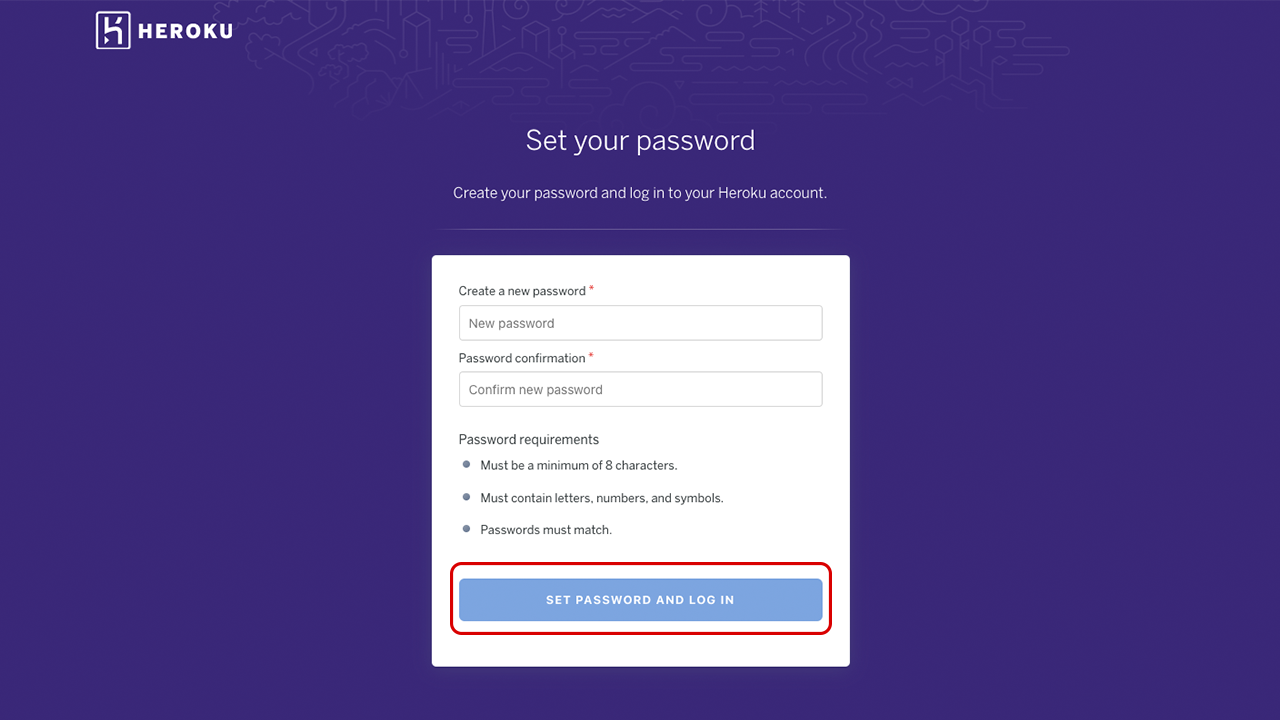 HEROKU
Set your password
Create your password and log in to your Heroku account.
Create a new password *
New password
Password confirmation *
Confirm new password
Password requirements
Must be a minimum of 8 characters.
Must contain letters, numbers, and symbols.
Passwords must match.
SET PASSWORD AND LOG IN